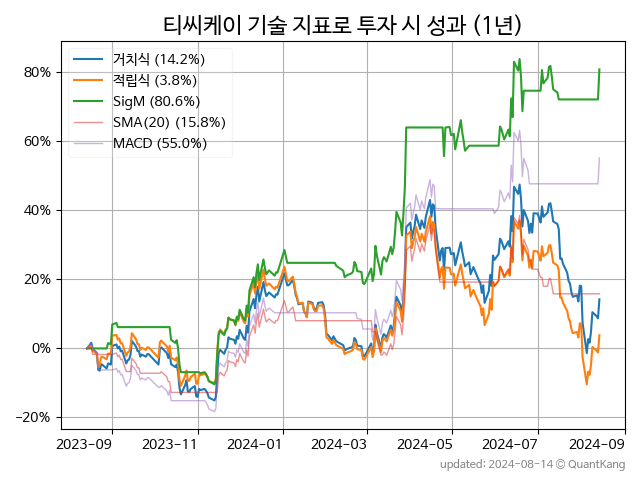 티씨케이 기술 지표로 투자 시 성과 (1년)
거치식 (14.2%)
적립식 (3.8%)
SigM (80.6%)
SMA(20) (15.8%)
MACD (55.0%)
80%
60%
40%
20%
0%
−20%
2023-09 2023-11 2024-01 2024-03 2024-05 2024-07 2024-09
updated: 2024-08-14 © QuantKang